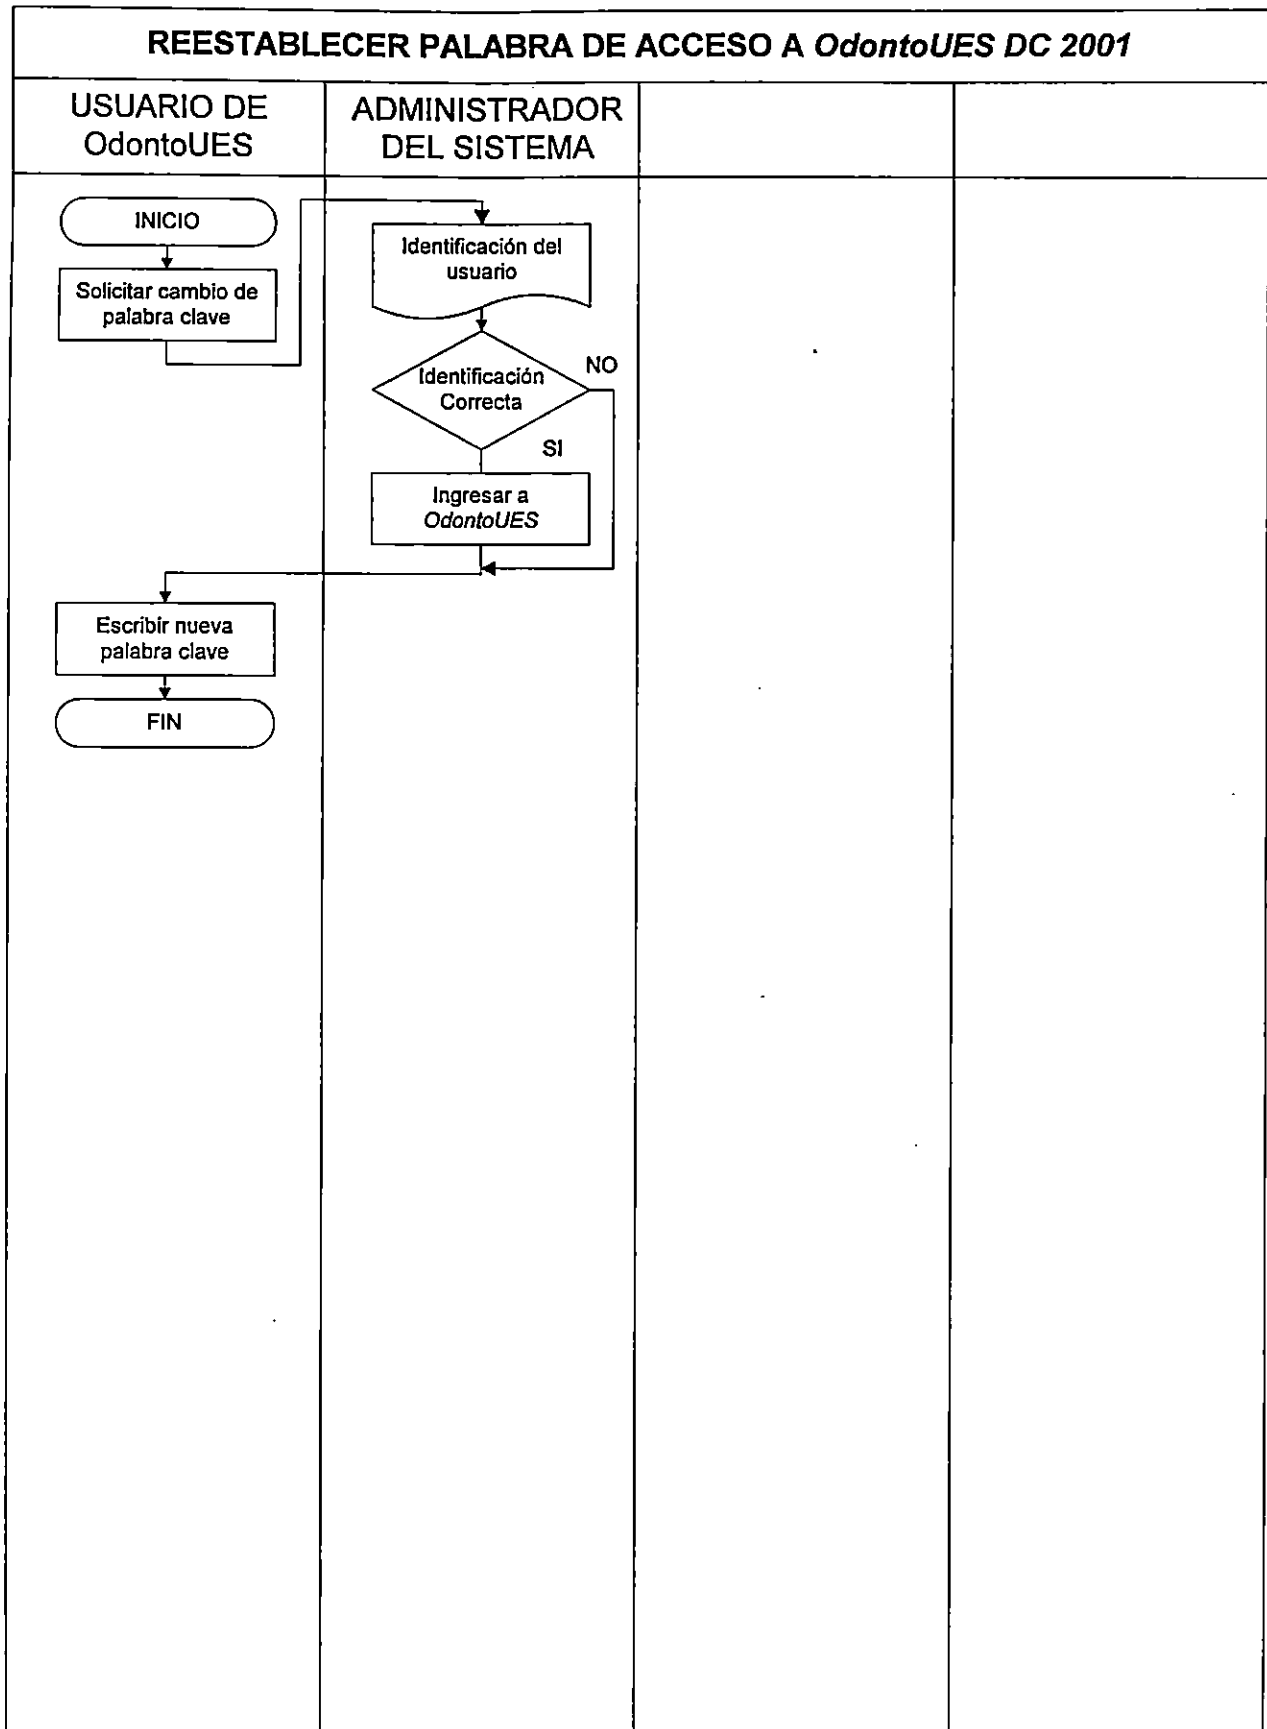 REESTABLECER PALABRA DE ACCESO A OdontoUES DC 2001
USUARIO DE
OdontoUES
ADMINISTRADOR
DEL SISTEMA
INICIO
Solicitar cambio de
palabra clave
Identificación del
usuario
Identificación
Correcta
NO
SI
Ingresar a
OdontoUES
Escribir nueva
palabra clave
FIN